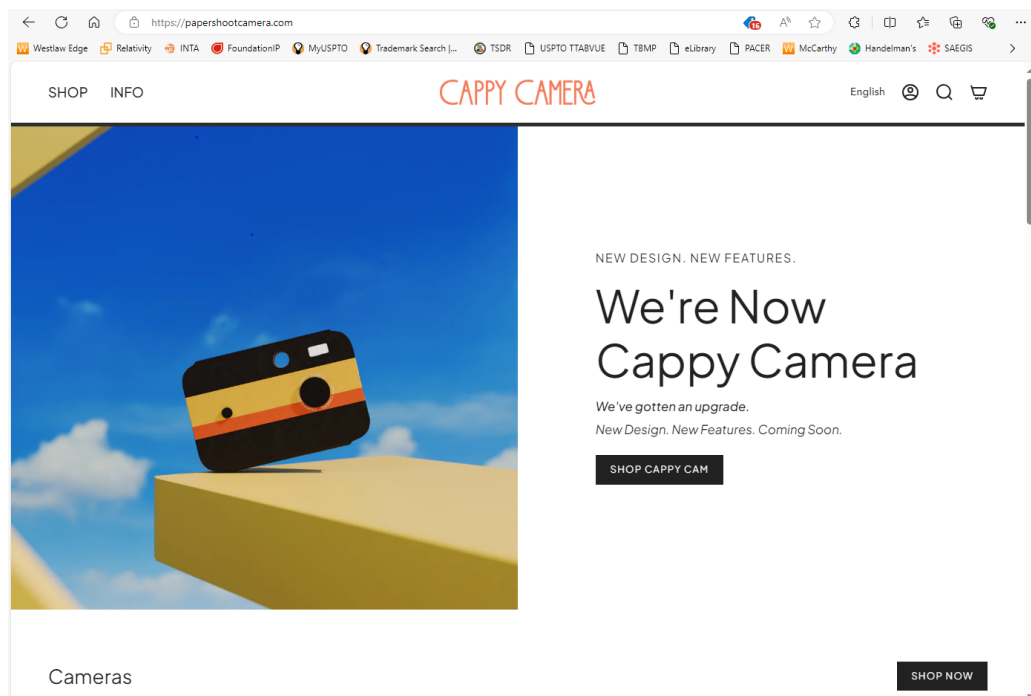 https://papershootcamera.com
16
Westlaw Edge Relativity INTA FoundationIP MyUSPTO Trademark Search |... TSDR USPTO TTABVUE TBMP eLibrary PACER McCarthy Handelman's SAEGIS
SHOP INFO CAPPY CAMERA English
NEW DESIGN. NEW FEATURES.
We're Now
Cappy Camera
We've gotten an upgrade.
New Design. New Features. Coming Soon.
SHOP CAPPY CAM
Cameras SHOP NOW